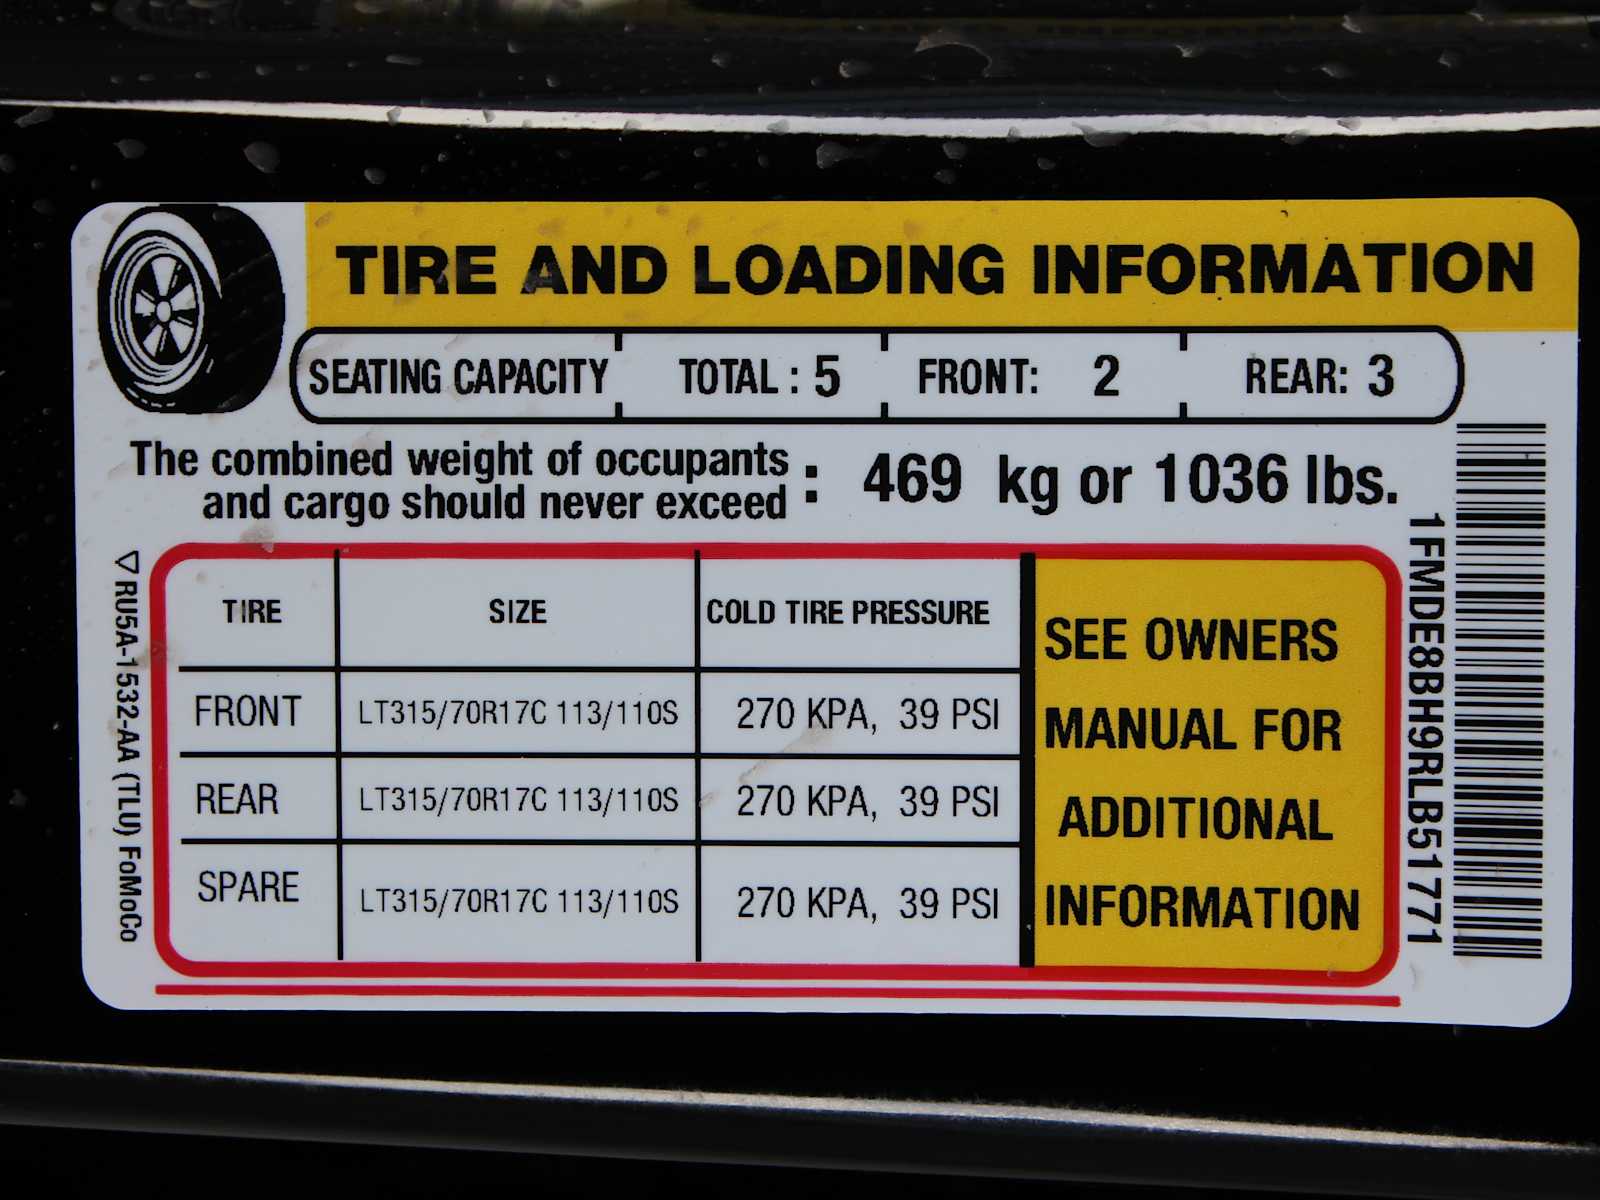 TIRE AND LOADING INFORMATION
SEATING CAPACITY TOTAL : 5 FRONT: 2 REAR: 3
The combined weight of occupants
and cargo should never exceed : 469 kg or 1036 lbs.
TIRE SIZE COLD TIRE PRESSURE
FRONT LT315/70R17C 113/110S 270 KPA, 39 PSI
REAR LT315/70R17C 113/110S 270 KPA, 39 PSI
SPARE LT315/70R17C 113/110S 270 KPA, 39 PSI
SEE OWNERS
MANUAL FOR
ADDITIONAL
INFORMATION
1FMDE8BH9RLB51771
RU5A-1532-AA (TLU) FoMoCo